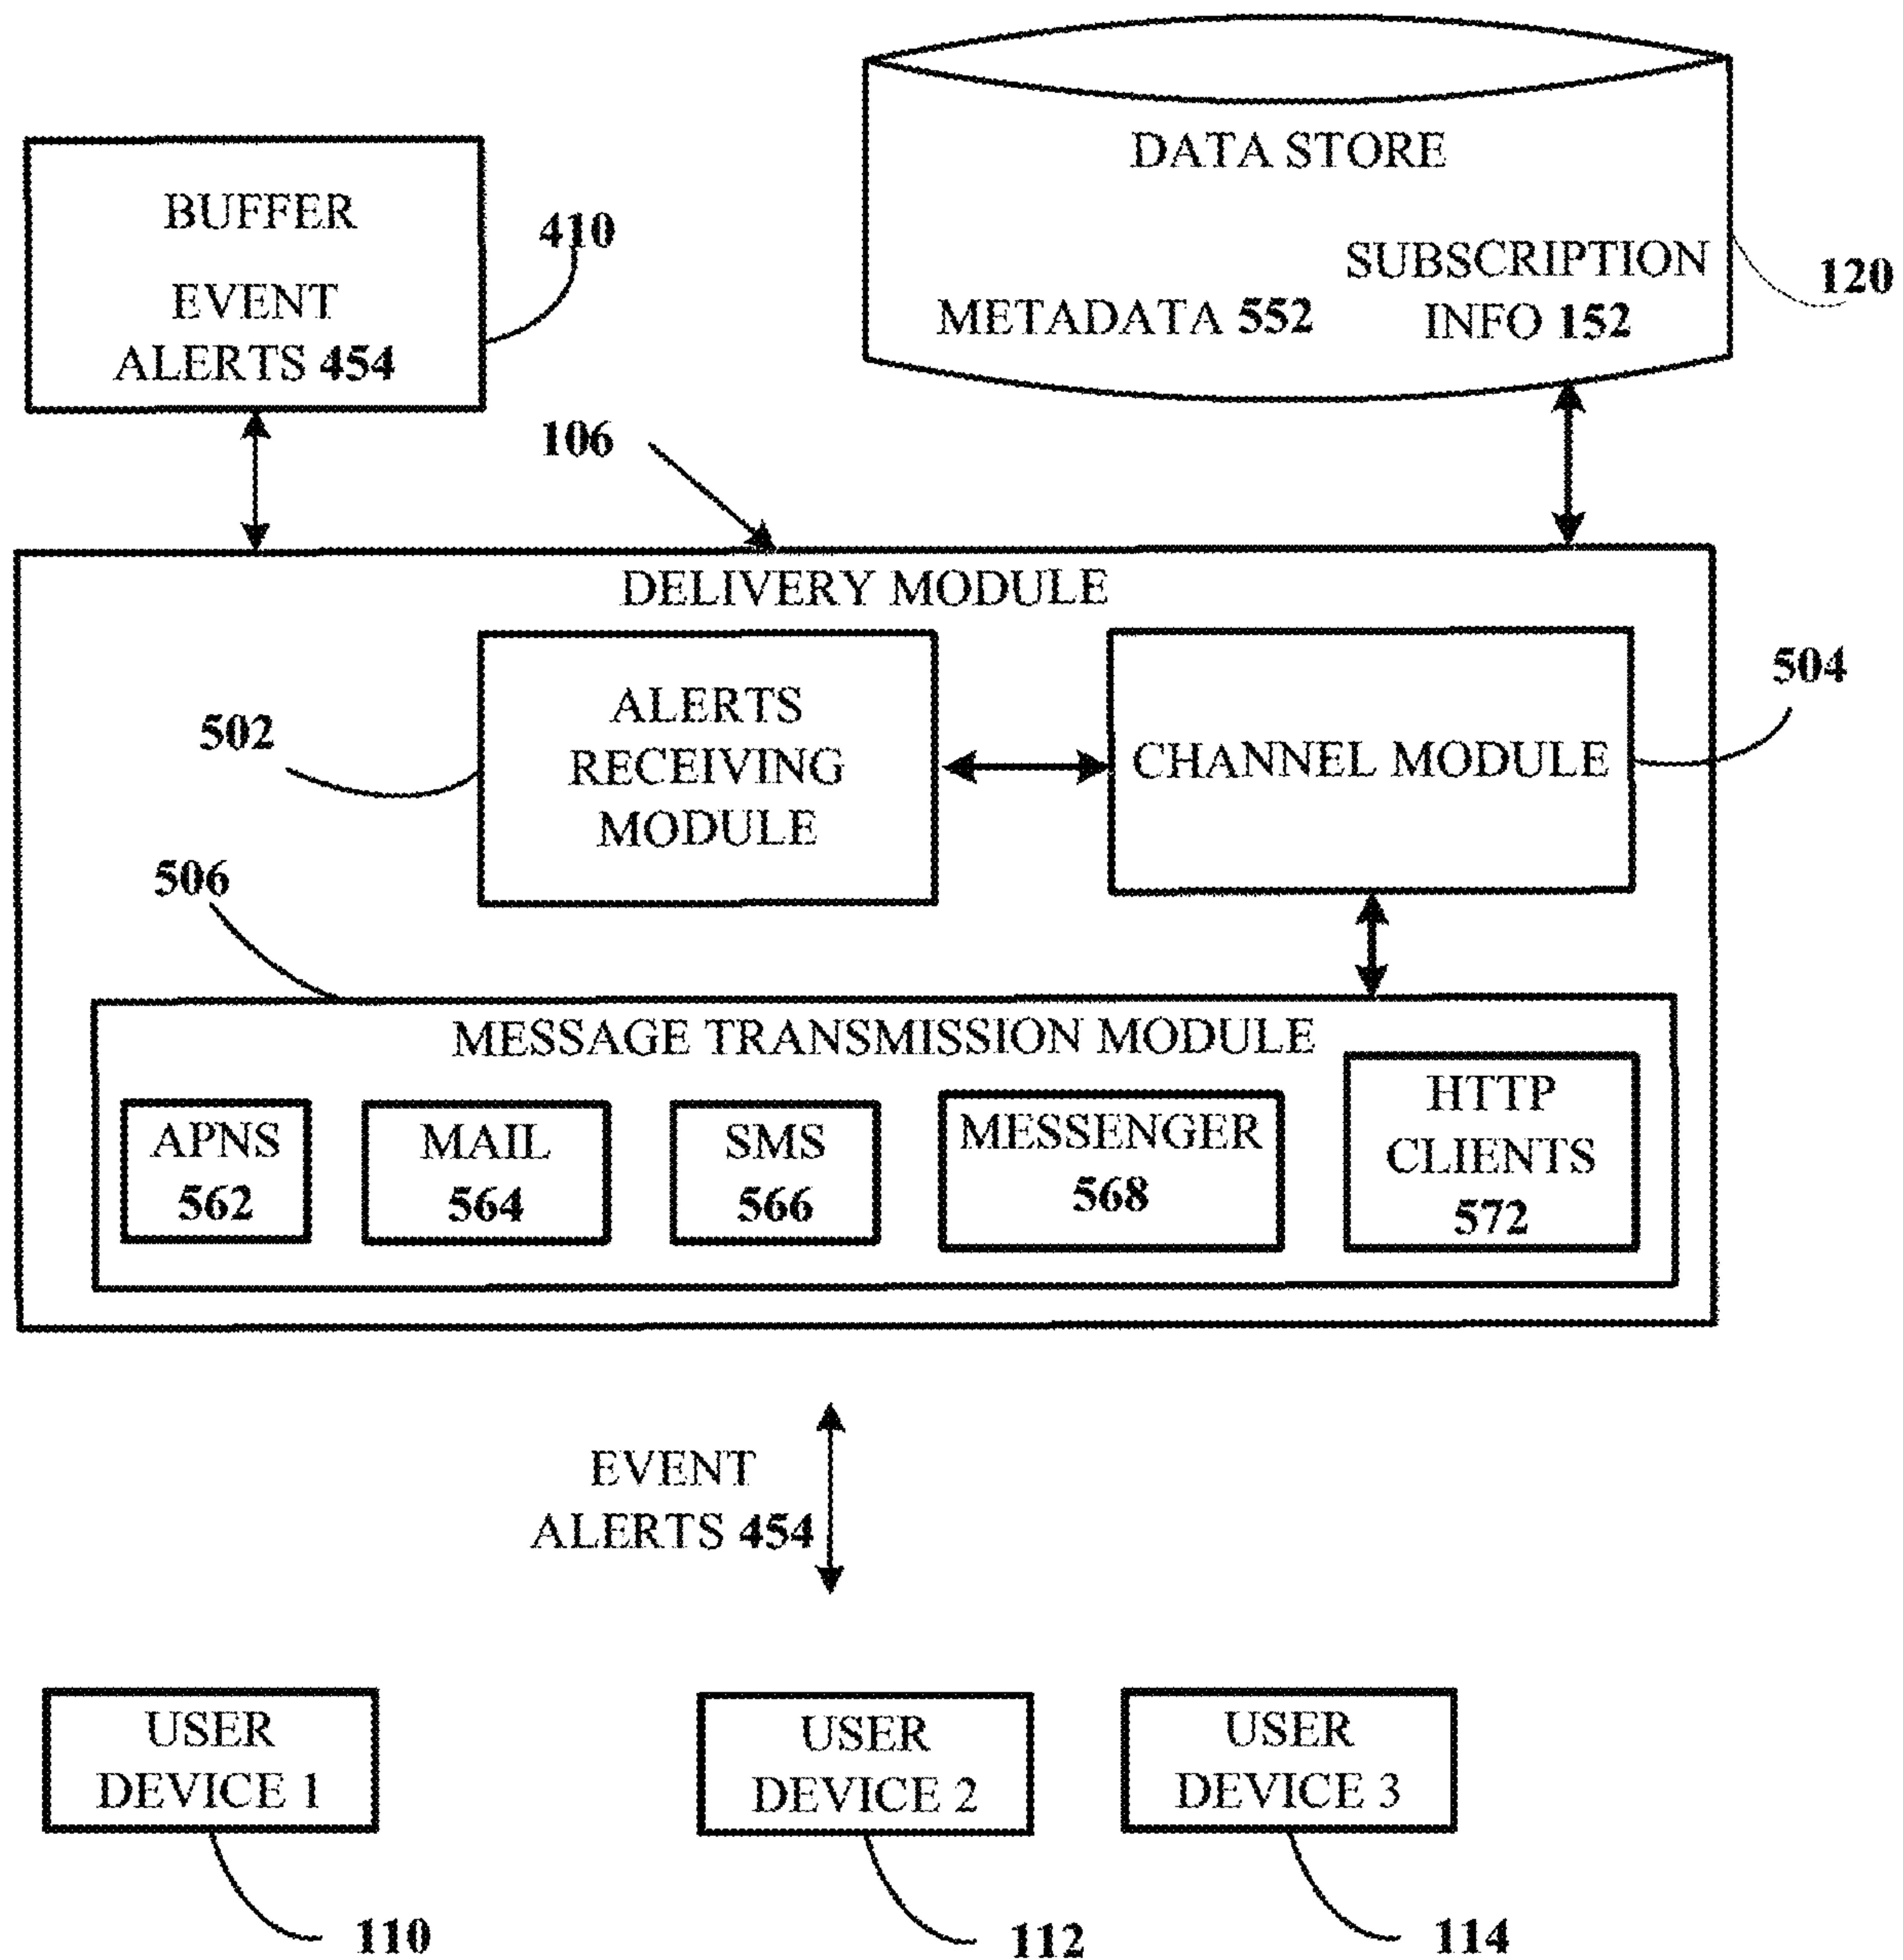 BUFFER
EVENT
ALERTS 454
410
DATA STORE
SUBSCRIPTION
METADATA 552
INFO 152
120
106
DELIVERY MODULE
502
ALERTS
RECEIVING
MODULE
CHANNEL MODULE
504
506
MESSAGE TRANSMISSION MODULE
APNS
562
MAIL
564
SMS
566
MESSENGER
568
HTTP
CLIENTS
572
EVENT
ALERTS 454
USER
DEVICE 1
110
USER
DEVICE 2
112
USER
DEVICE 3
114